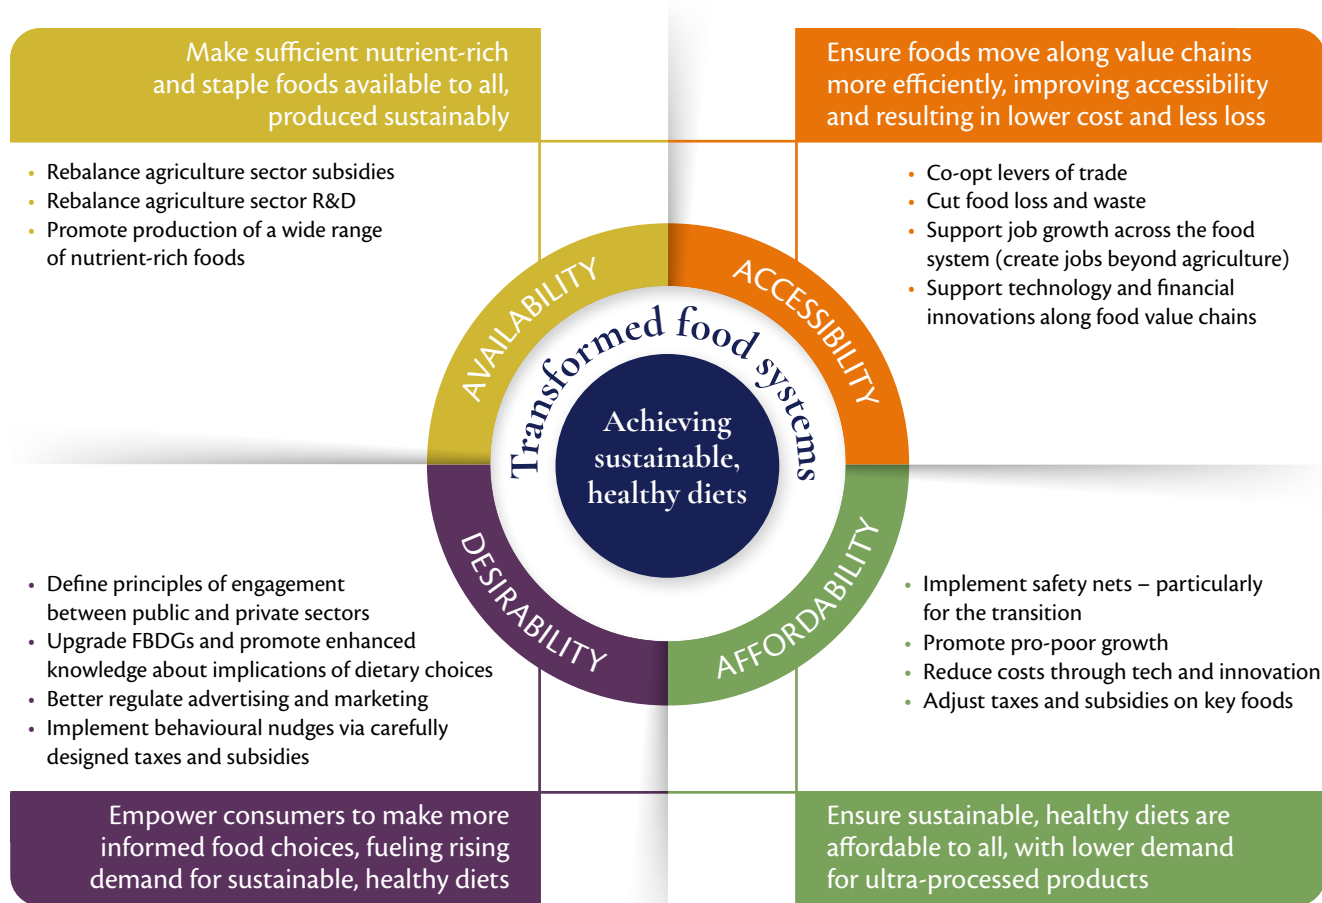 Make sufficient nutrient-rich
and staple foods available to all,
produced sustainably
• Rebalance agriculture sector subsidies
• Rebalance agriculture sector R&D
• Promote production of a wide range
of nutrient-rich foods
Ensure foods move along value chains
more efficiently, improving accessibility
and resulting in lower cost and less loss
• Co-opt levers of trade
• Cut food loss and waste
• Support job growth across the food
system (create jobs beyond agriculture)
• Support technology and financial
innovations along food value chains
AVAILABILITY
ACCESSIBILITY
Transformed food systems
Achieving
sustainable,
healthy diets
DESIRABILITY
AFFORDABILITY
• Define principles of engagement
between public and private sectors
• Upgrade FBDGs and promote enhanced
knowledge about implications of dietary choices
• Better regulate advertising and marketing
• Implement behavioural nudges via carefully
designed taxes and subsidies
Empower consumers to make more
informed food choices, fueling rising
demand for sustainable, healthy diets
• Implement safety nets – particularly
for the transition
• Promote pro-poor growth
• Reduce costs through tech and innovation
• Adjust taxes and subsidies on key foods
Ensure sustainable, healthy diets are
affordable to all, with lower demand
for ultra-processed products